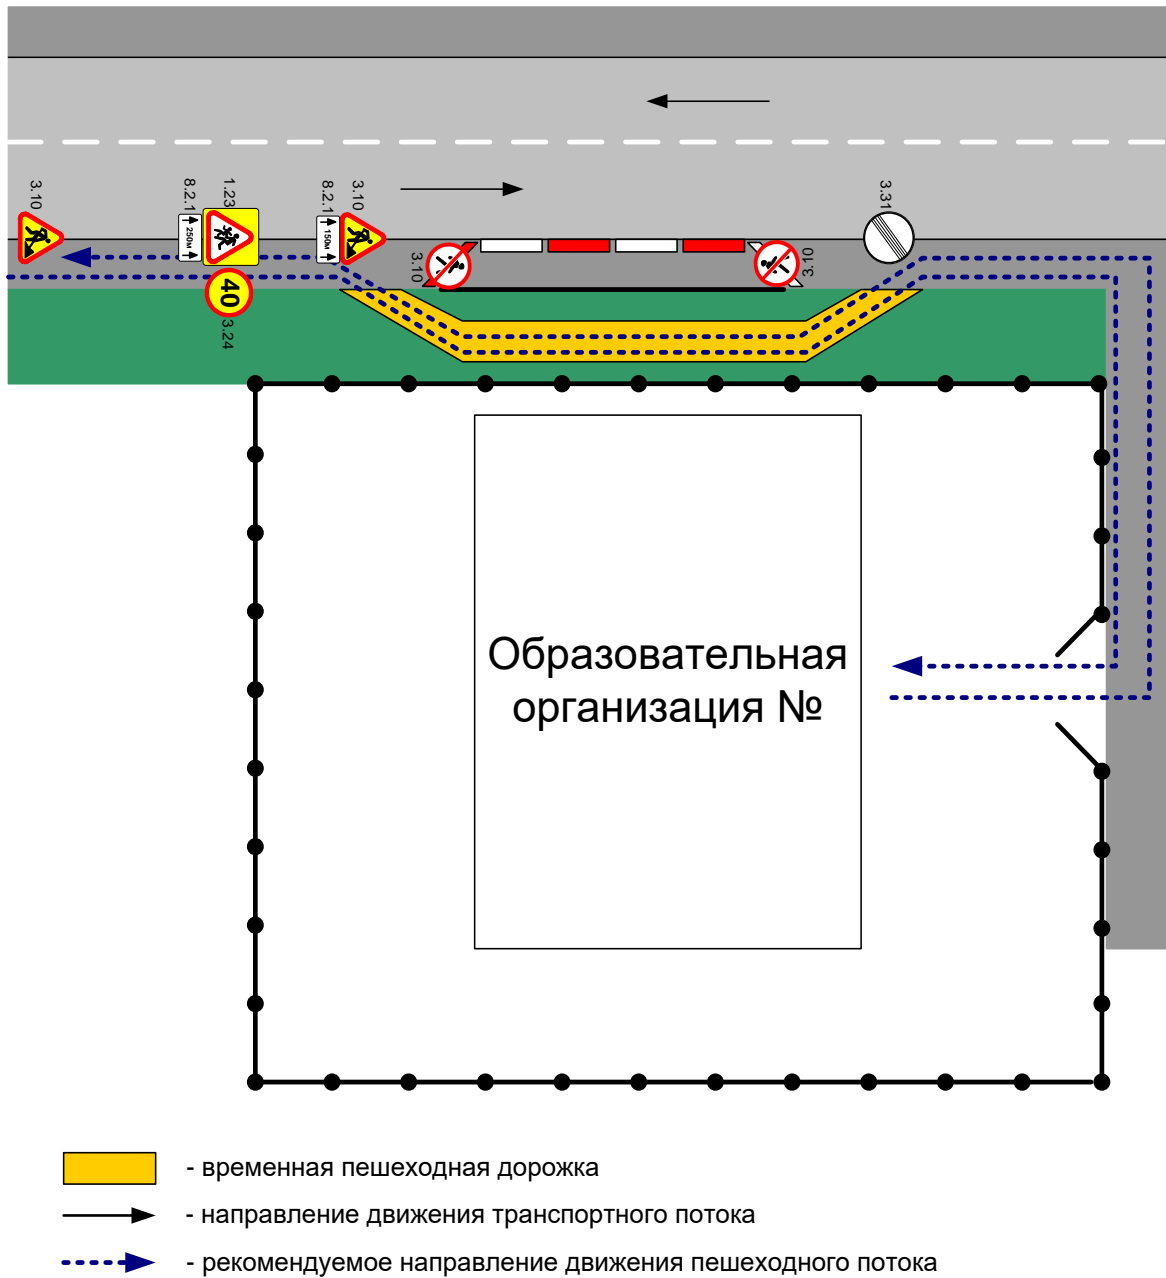 3.10
8.2.1
250м
1.23
8.2.1
150м
3.10
3.31
40
3.24
3.10
3.10
Образовательная
организация №
- временная пешеходная дорожка
- направление движения транспортного потока
- рекомендуемое направление движения пешеходного потока